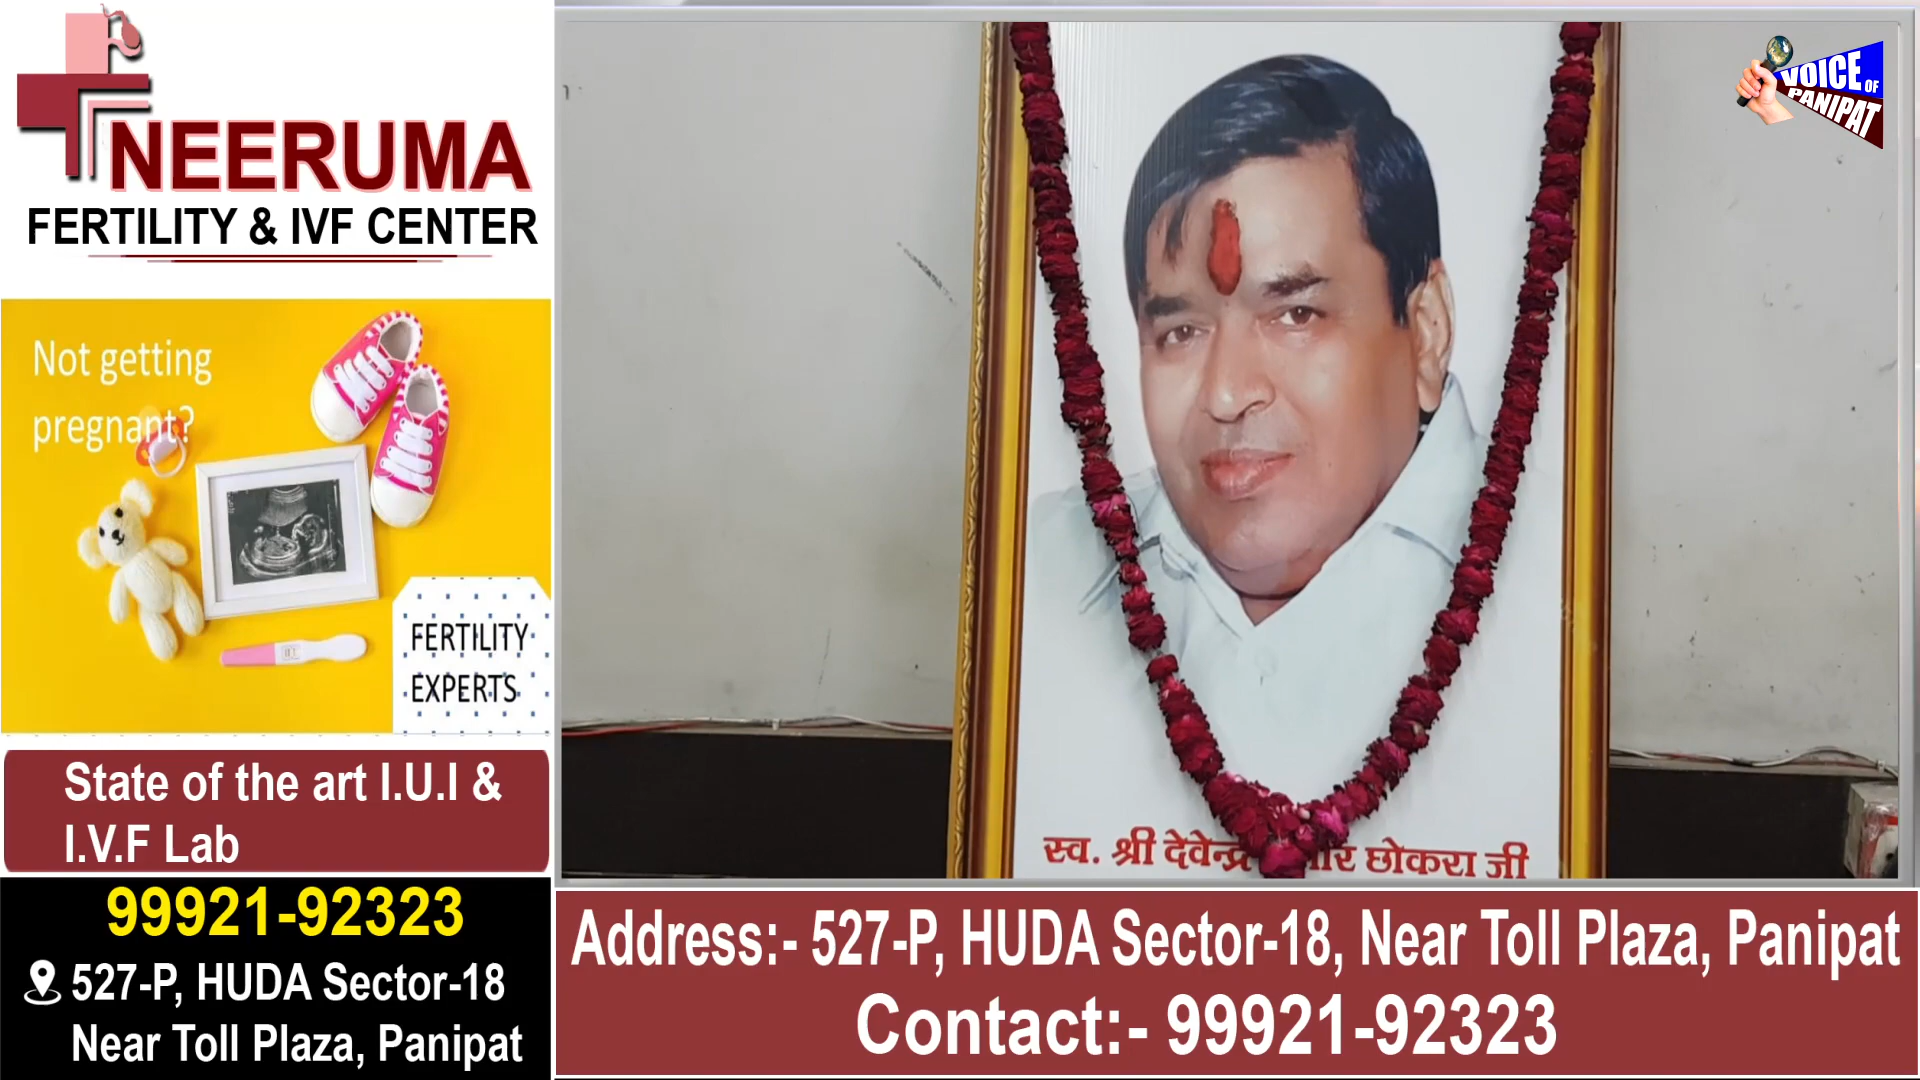 NEERUMA
FERTILITY & IVF CENTER
Not getting
pregnant?
FERTILITY
EXPERTS
State of the art I.U.I &
I.V.F Lab
99921-92323
527-P, HUDA Sector-18
Near Toll Plaza, Panipat
VOICE OF
PANIPAT
स्व. श्री देवेन्द्र छोकरा जी
Address:- 527-P, HUDA Sector-18, Near Toll Plaza, Panipat
Contact:- 99921-92323